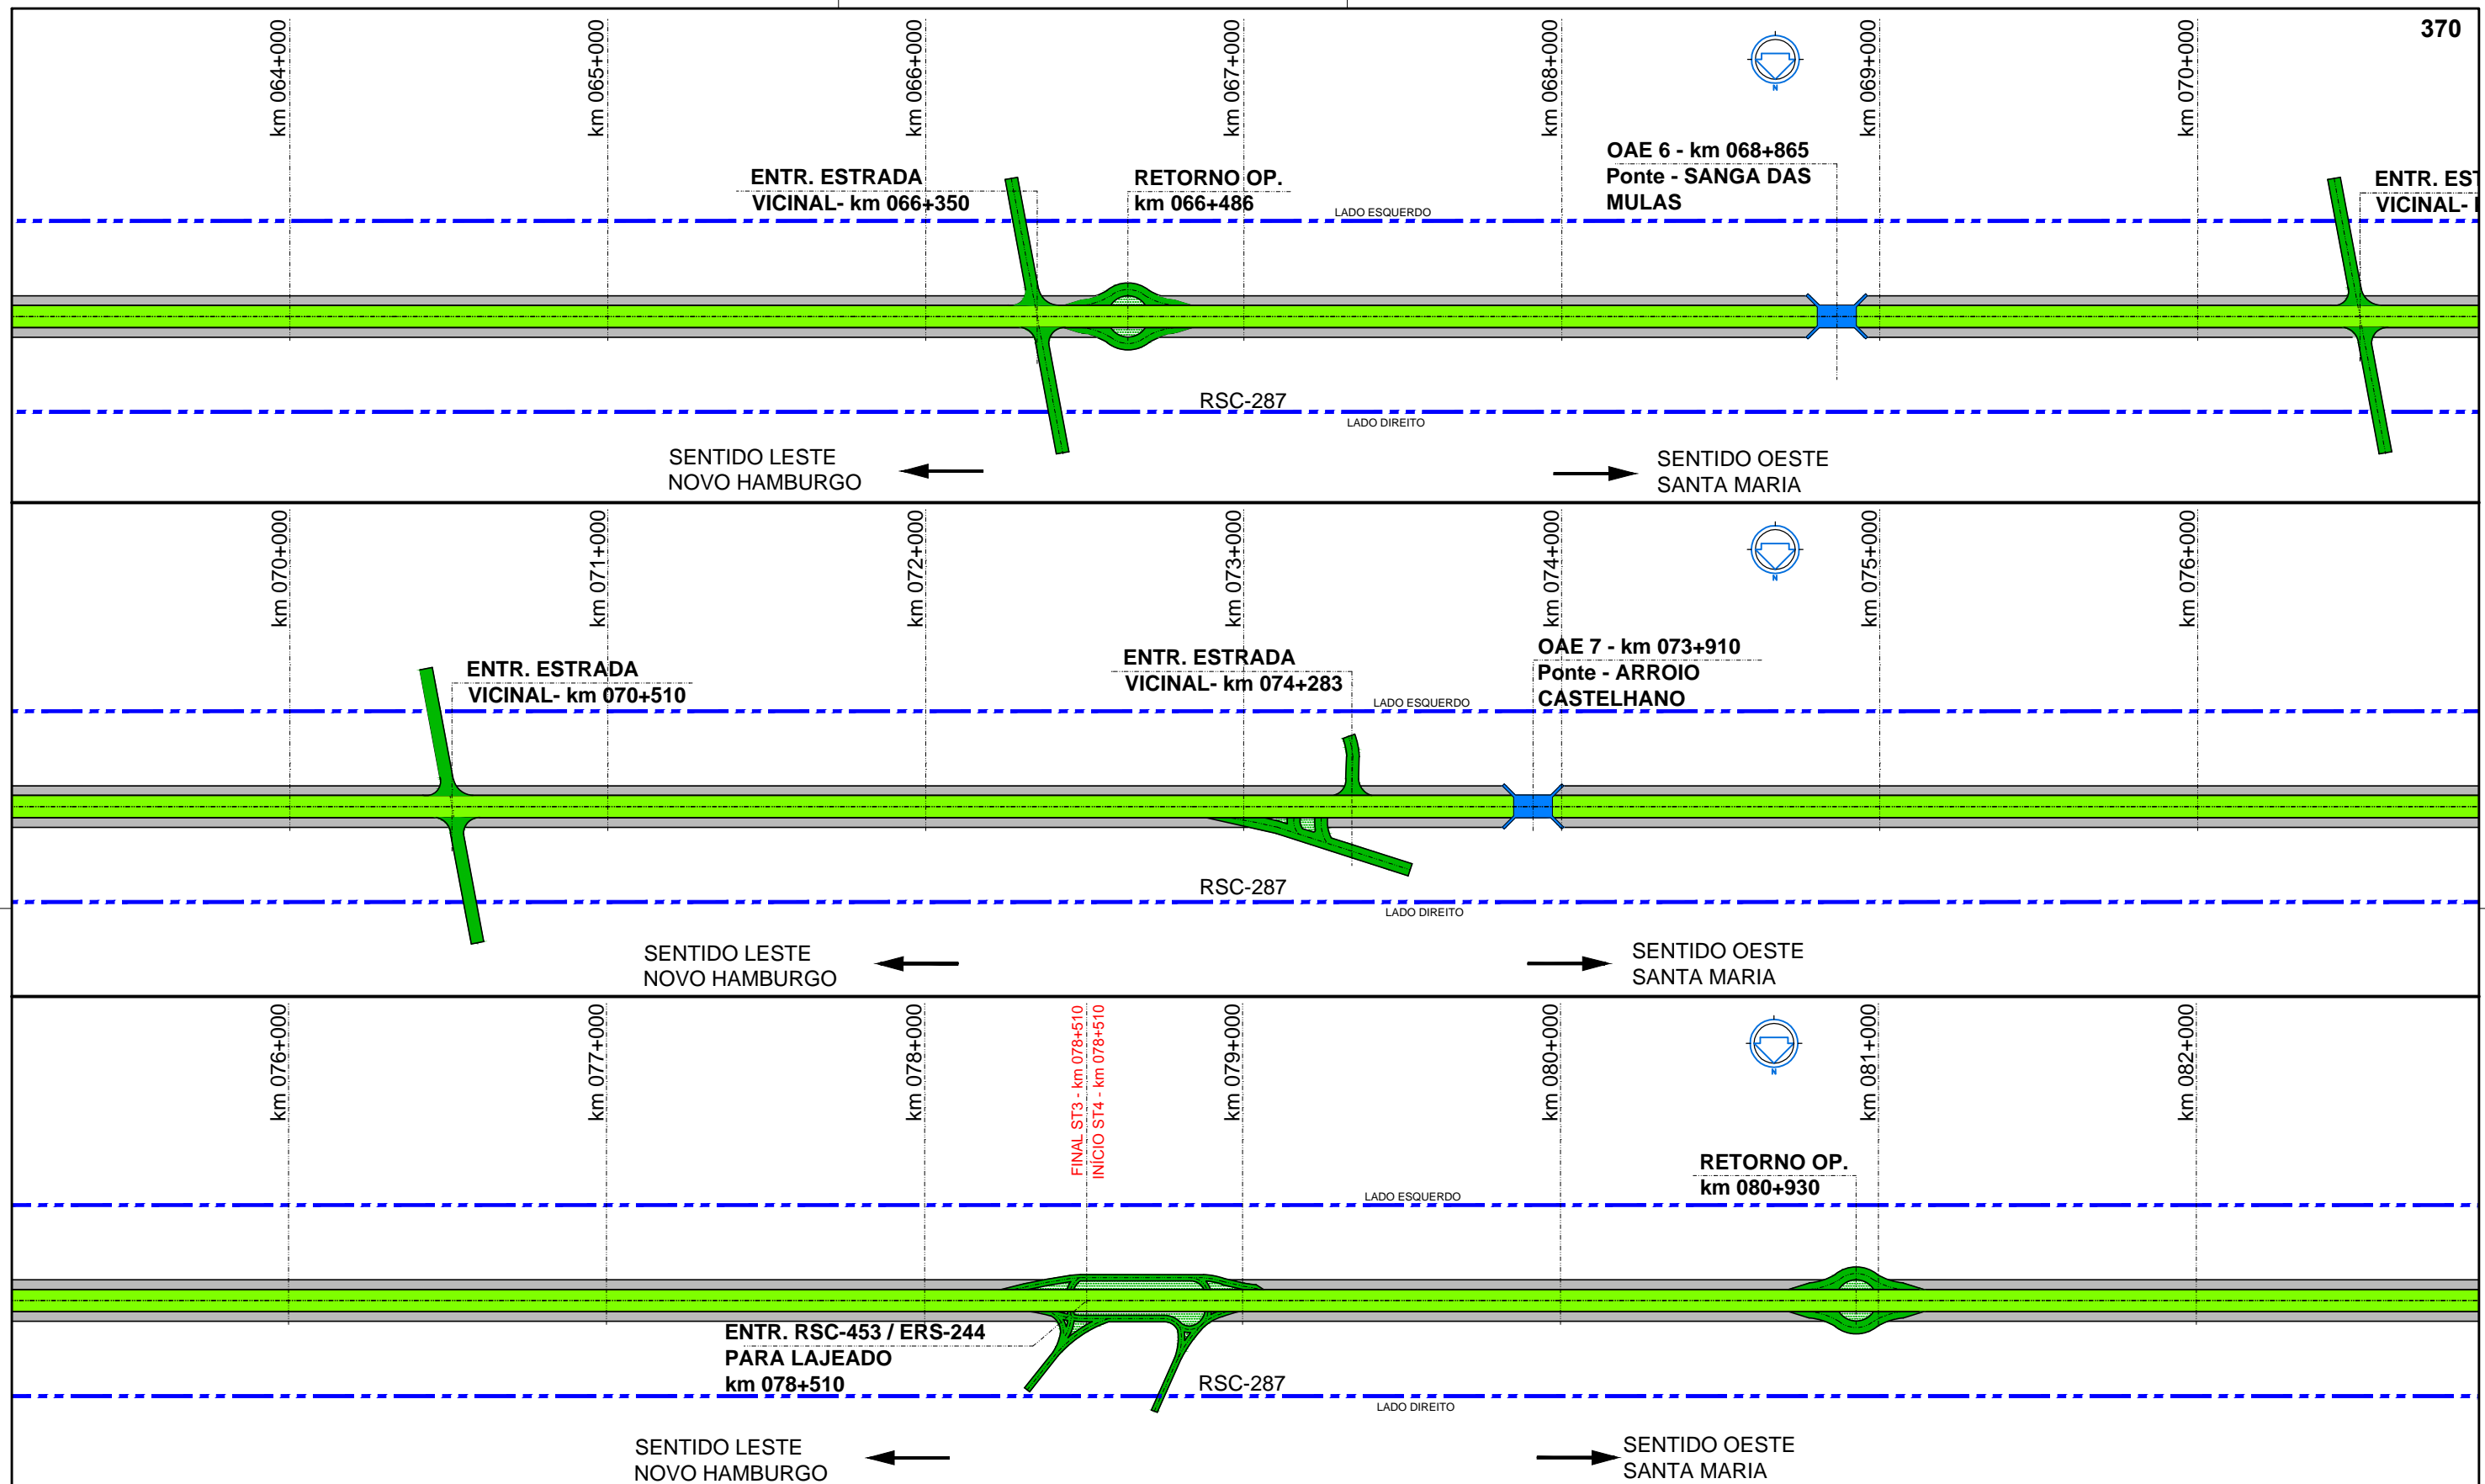 370
km 064+000
km 065+000
km 066+000
km 067+000
km 068+000
km 069+000
km 070+000
N
ENTR. ESTRADA
VICINAL- km 066+350
RETORNO OP.
km 066+486
OAE 6 - km 068+865
Ponte - SANGA DAS
MULAS
ENTR. EST
VICINAL-
LADO ESQUERDO
RSC-287
LADO DIREITO
SENTIDO LESTE
NOVO HAMBURGO
SENTIDO OESTE
SANTA MARIA
km 070+000
km 071+000
km 072+000
km 073+000
km 074+000
km 075+000
km 076+000
N
ENTR. ESTRADA
VICINAL- km 070+510
ENTR. ESTRADA
VICINAL- km 074+283
OAE 7 - km 073+910
Ponte - ARROIO
CASTELHANO
LADO ESQUERDO
RSC-287
LADO DIREITO
SENTIDO LESTE
NOVO HAMBURGO
SENTIDO OESTE
SANTA MARIA
km 076+000
km 077+000
km 078+000
FINAL ST3 - km 078+510
INÍCIO ST4 - km 078+510
km 079+000
km 080+000
km 081+000
km 082+000
N
RETORNO OP.
km 080+930
LADO ESQUERDO
ENTR. RSC-453 / ERS-244
PARA LAJEADO
km 078+510
RSC-287
LADO DIREITO
SENTIDO LESTE
NOVO HAMBURGO
SENTIDO OESTE
SANTA MARIA